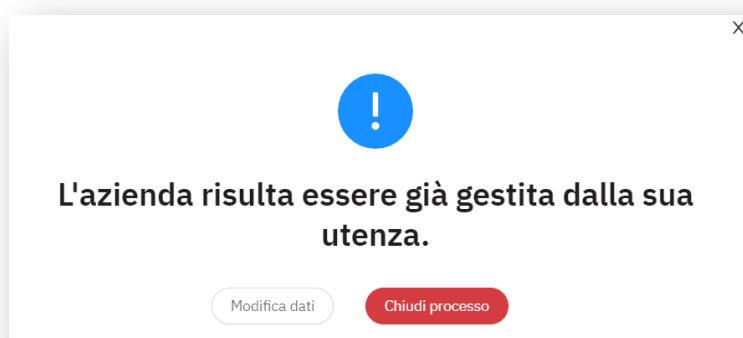 L'azienda risulta essere già gestita dalla sua
utenza.
Modifica dati Chiudi processo